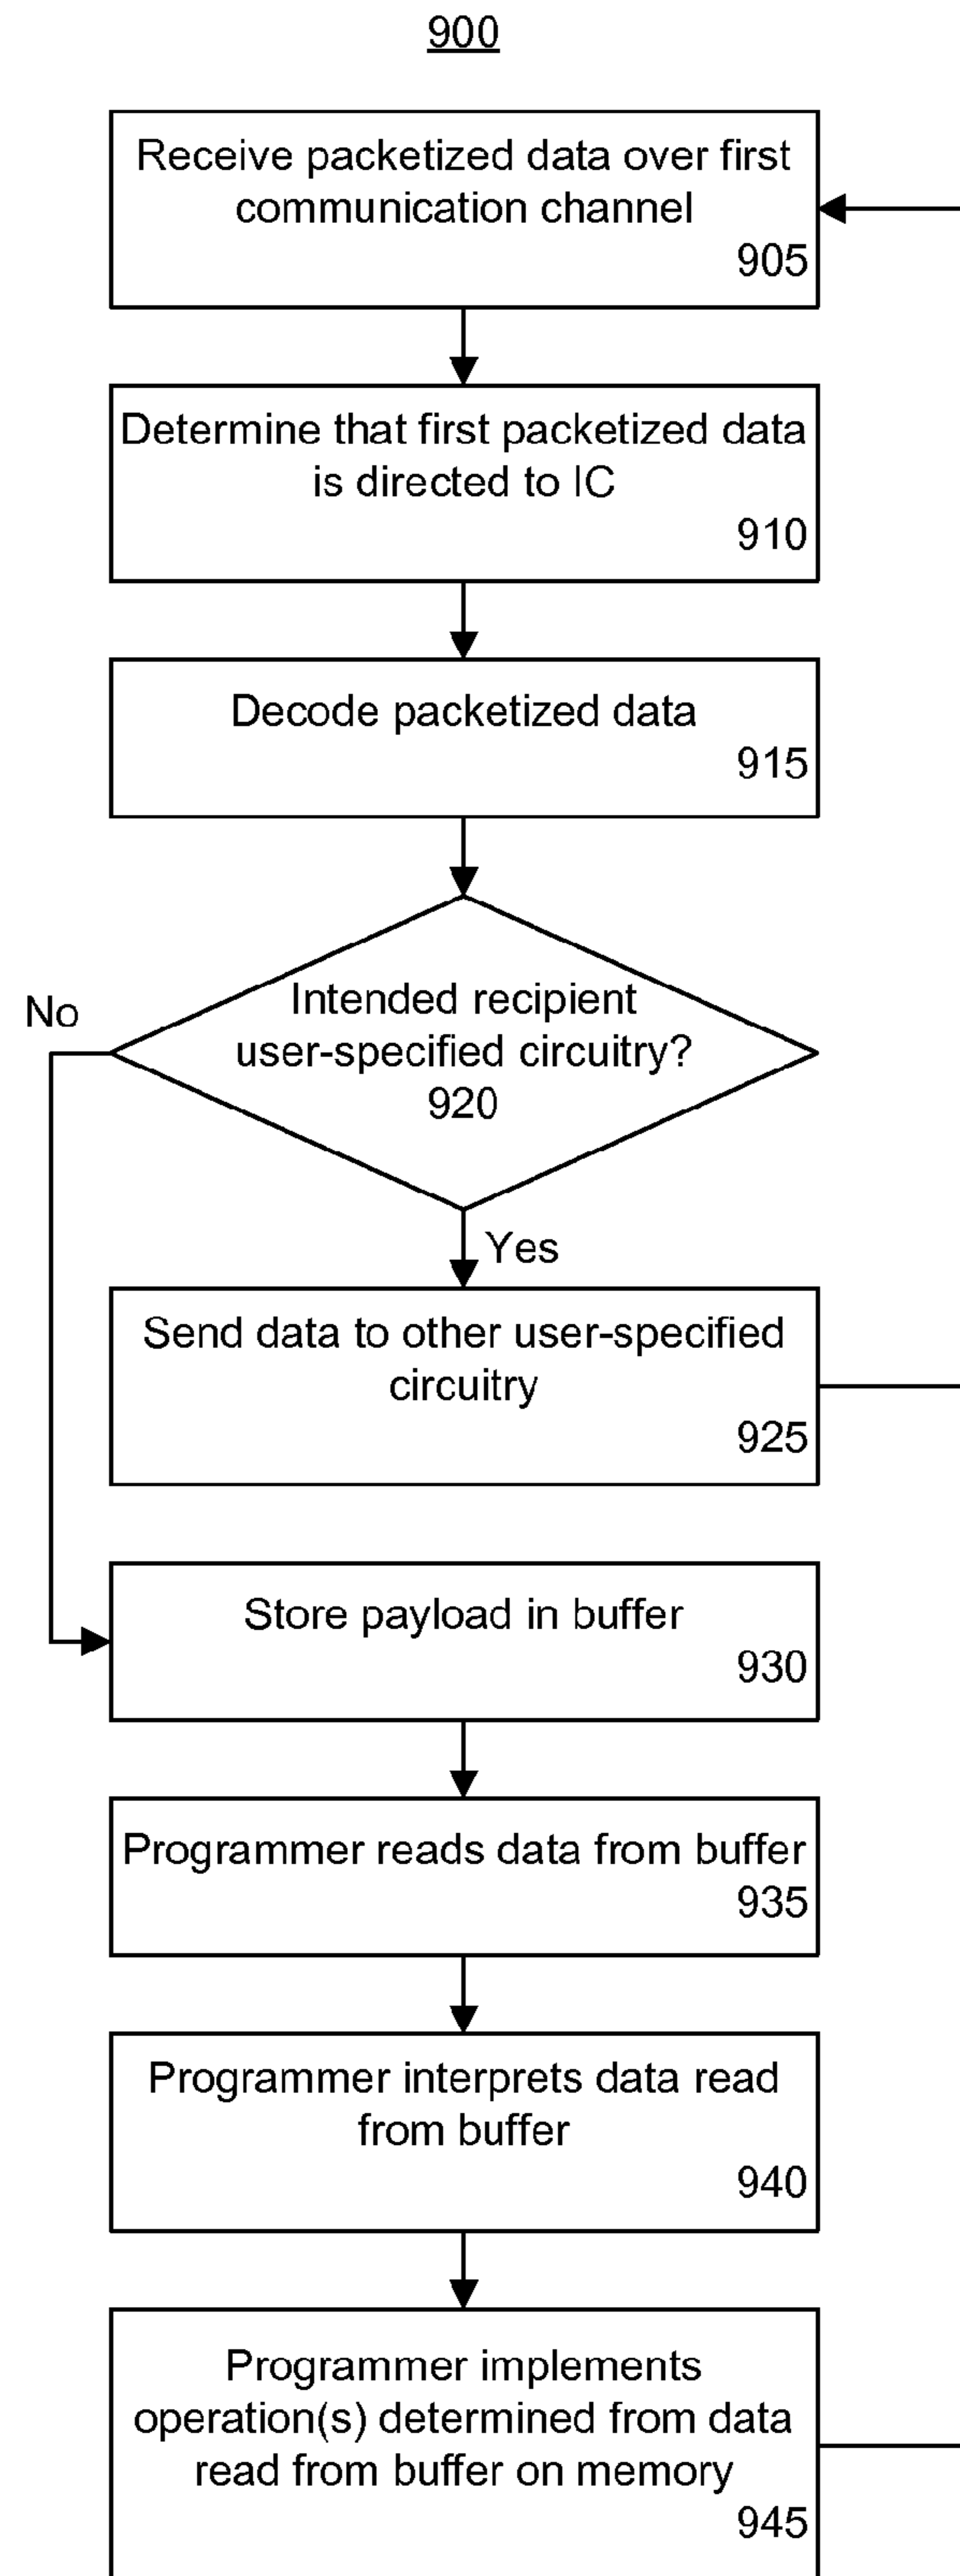 900
Receive packetized data over first
communication channel
905
Determine that first packetized data
is directed to IC
910
Decode packetized data
915
Intended recipient
user-specified circuitry?
920
No
Yes
Send data to other user-specified
circuitry
925
Store payload in buffer
930
Programmer reads data from buffer
935
Programmer interprets data read
from buffer
940
Programmer implements
operation(s) determined from data
read from buffer on memory
945